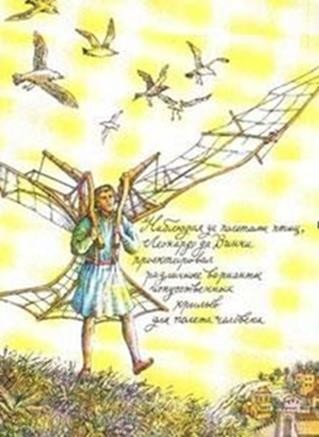 Наблюдая за полетами птиц,
Леонардо да Винчи
проектировал
различные варианты
искусственных
крыльев
для полета человека